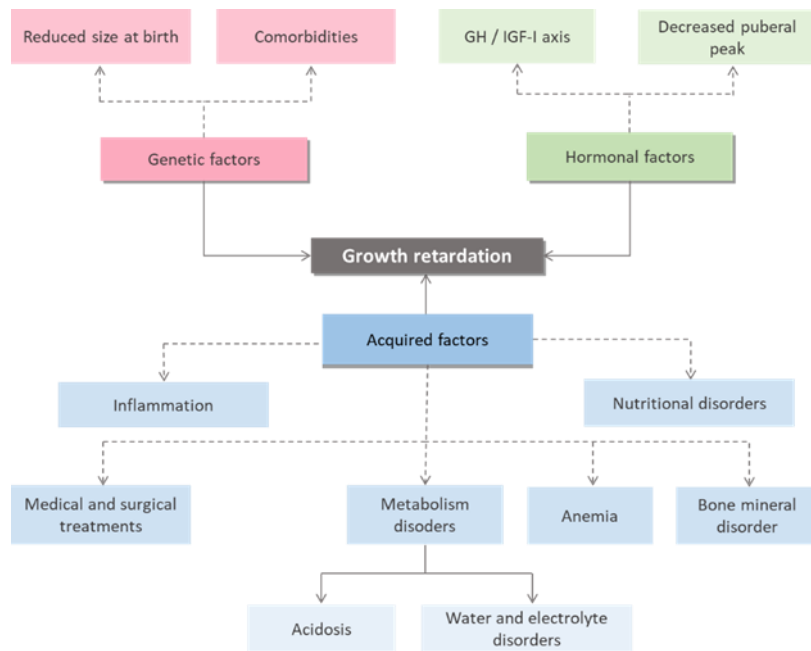 Reduced size at birth
Comorbidities
GH / IGF-I axis
Decreased puberal
peak
Genetic factors
Hormonal factors
Growth retardation
Acquired factors
Inflammation
Nutritional disorders
Medical and surgical
treatments
Metabolism
disoders
Anemia
Bone mineral
disorder
Acidosis
Water and electrolyte
disorders